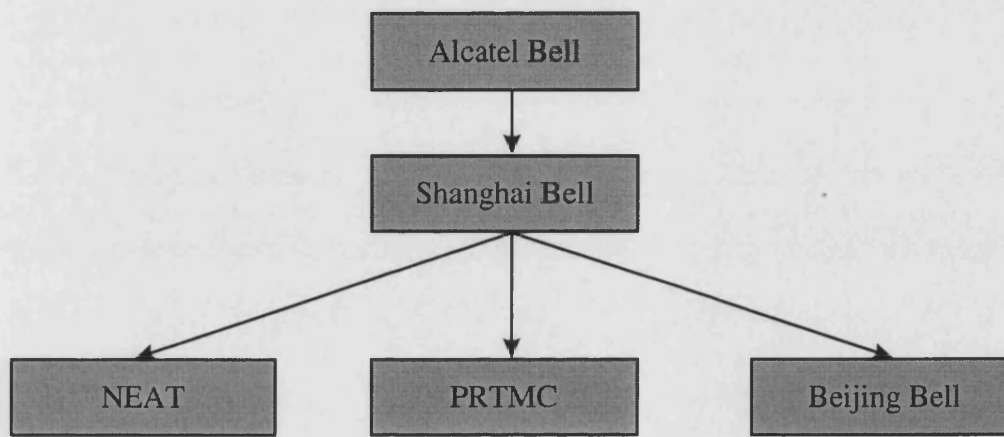 Alcatel Bell
Shanghai Bell
NEAT
PRTMC
Beijing Bell